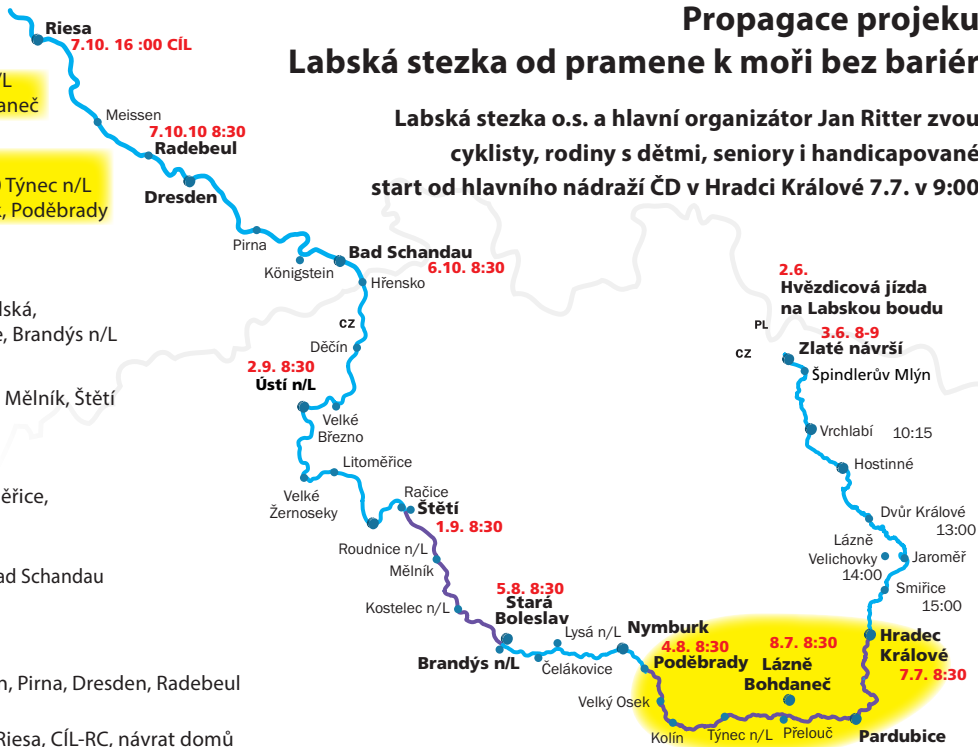 Propagace projeku
Labská stezka od pramene k moři bez bariér
Labská stezka o.s. a hlavní organizátor Jan Ritter zvou
cyklisty, rodiny s dětmi, seniory i handicapované
start od hlavního nádraží ČD v Hradci Králové 7.7. v 9:00
Týnec n/L
, Poděbrady
, Brandýs n/L
Mělník, Štětí
ad Schandau
, Pirna, Dresden, Radebeul
Riesa, CÍL-RC, návrat domů
Riesa
7.10. 16 :00 CÍL
Meissen
7.10.10 8:30
Radebeul
Dresden
Pirna
Königstein
Bad Schandau
6.10. 8:30
Hřensko
CZ
Děčín
2.9. 8:30
Ústí n/L
Velké
Březno
Litoměřice
Velké
Žernoseky
Račice
Štětí
1.9. 8:30
Roudnice n/L
Mělník
Kostelec n/L
5.8. 8:30
Stará
Boleslav
Brandýs n/L
Lysá n/L
Čelákovice
Nymburk
4.8. 8:30
Poděbrady
Velký Osek
Kolín
Týnec n/L
Přelouč
8.7. 8:30
Lázně
Bohdaneč
Pardubice
Hradec
Králové
7.7. 8:30
2.6.
Hvězdicová jízda
na Labskou boudu
PL
CZ
3.6. 8-9
Zlaté návrší
Špindlerův Mlýn
Vrchlabí 10:15
Hostinné
Dvůr Králové
13:00
Lázně
Velichovky
14:00
Jaroměř
Smiřice
15:00